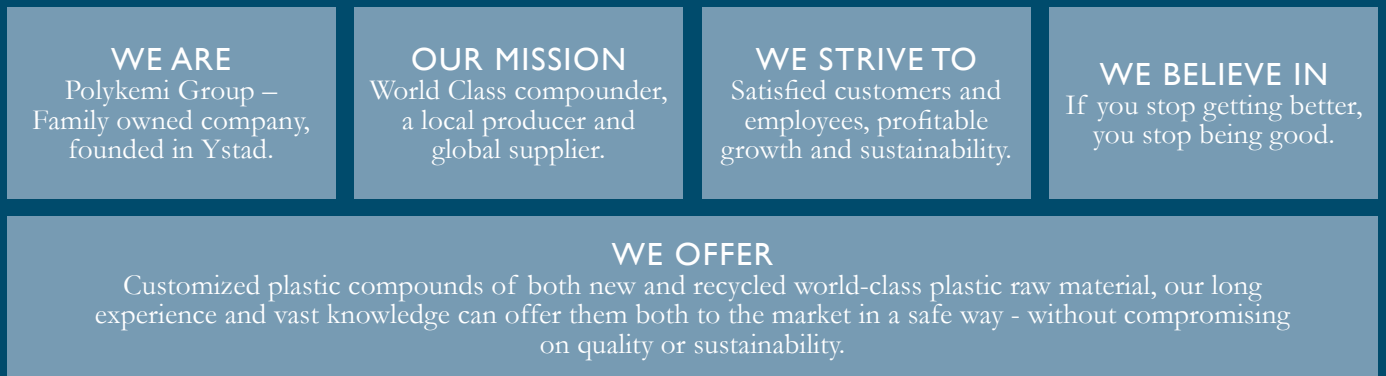 WE ARE
Polykemi Group –
Family owned company,
founded in Ystad.
OUR MISSION
World Class compounder,
a local producer and
global supplier.
WE STRIVE TO
Satisfied customers and
employees, profitable
growth and sustainability.
WE BELIEVE IN
If you stop getting better,
you stop being good.
WE OFFER
Customized plastic compounds of both new and recycled world-class plastic raw material, our long
experience and vast knowledge can offer them both to the market in a safe way - without compromising
on quality or sustainability.